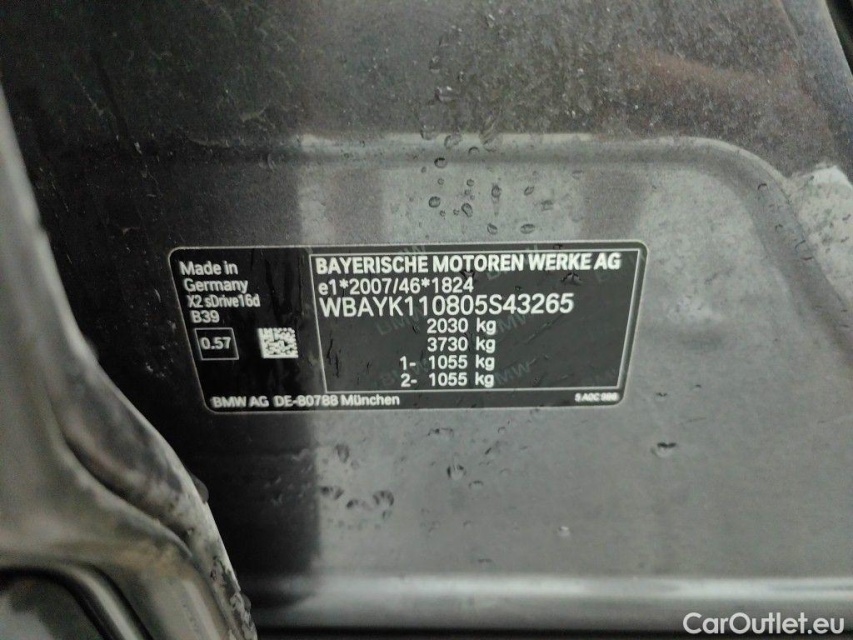 Made in
Germany
X2 sDrive16d
B39
0.57
BAYERISCHE MOTOREN WERKE AG
e1*2007/46*1824
WBAYK110805S43265
2030 kg
3730 kg
1- 1055 kg
2- 1055 kg
BMW AG DE-80788 München
CarOutlet.eu